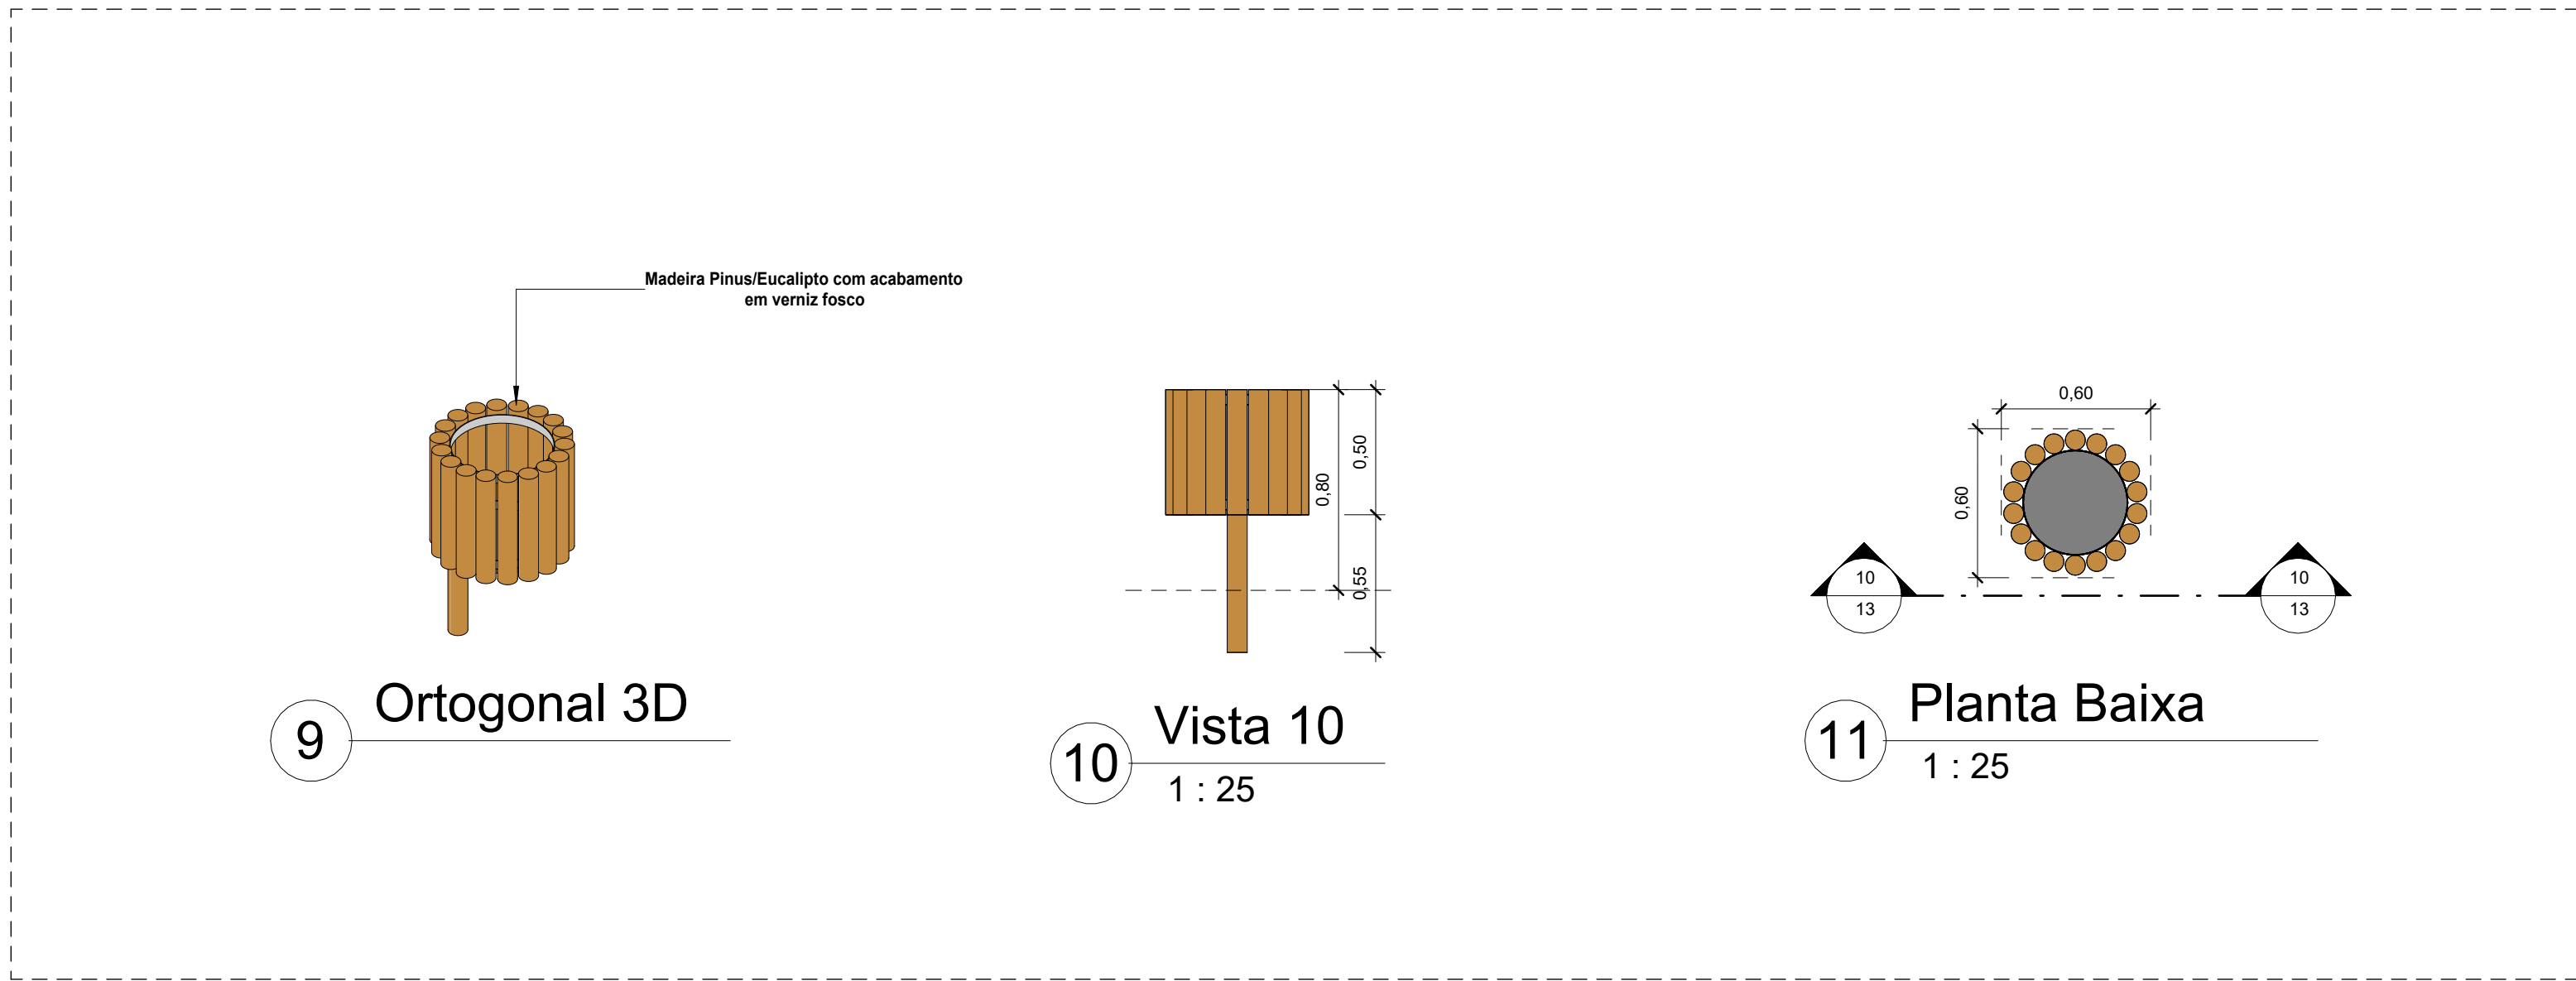 Madeira Pinus/Eucalipto com acabamento
em verniz fosco
9
Ortogonal 3D
0,80
0,50
0,55
10
Vista 10
1 : 25
0,60
0,60
10
13
10
13
11
Planta Baixa
1 : 25